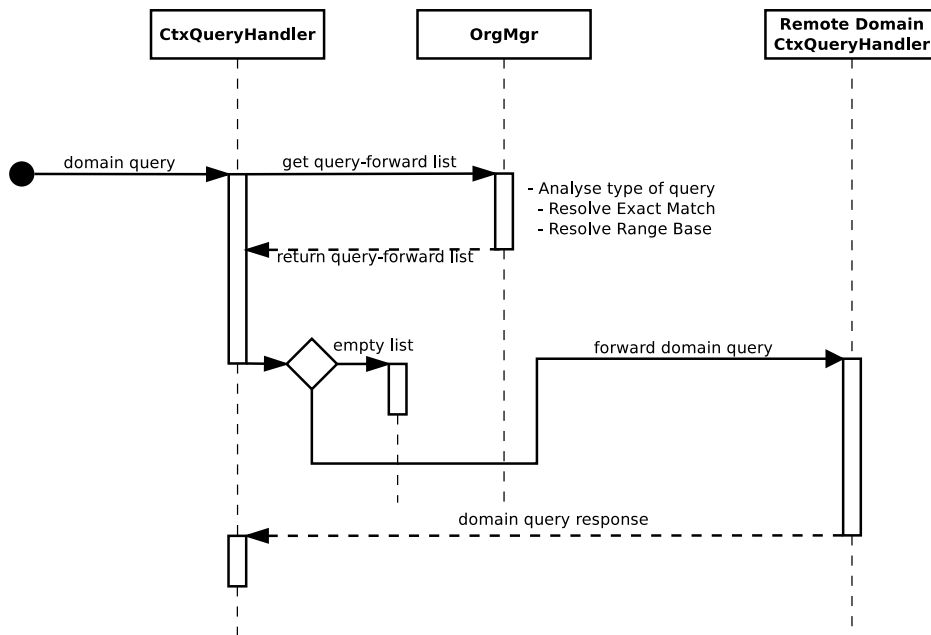 CtxQueryHandler
OrgMgr
Remote Domain
CtxQueryHandler
domain query
get query-forward list
- Analyse type of query
- Resolve Exact Match
- Resolve Range Base
return query-forward list
empty list
forward domain query
domain query response